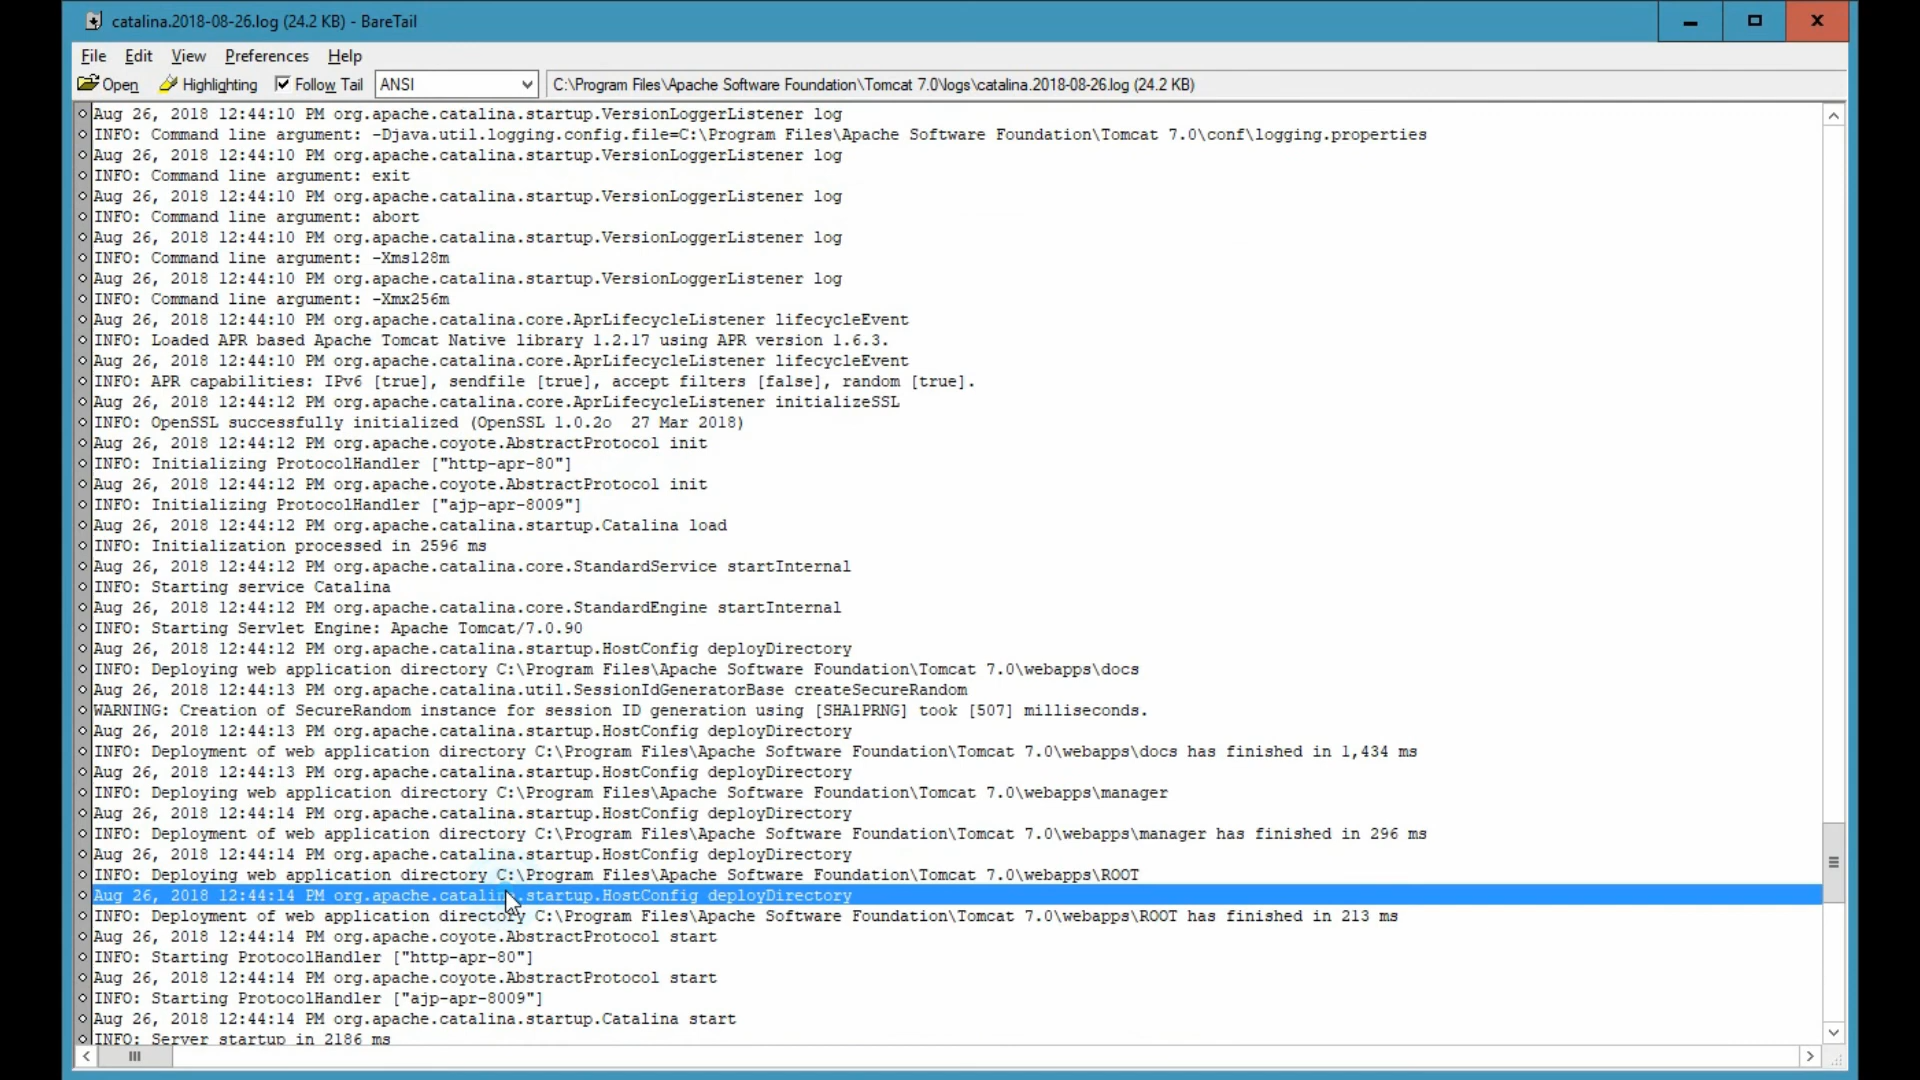 catalina.2018-08-26.log (24.2 KB) - BareTail
File Edit View Preferences Help
Open Highlighting Follow Tail ANSI C:\Program Files\Apache Software Foundation\Tomcat 7.0\logs\catalina.2018-08-26.log (24.2 KB)
Aug 26, 2018 12:44:10 PM org.apache.catalina.startup.VersionLoggerListener log
INFO: Command line argument: -Djava.util.logging.config.file=C:\Program Files\Apache Software Foundation\Tomcat 7.0\conf\logging.properties
Aug 26, 2018 12:44:10 PM org.apache.catalina.startup.VersionLoggerListener log
INFO: Command line argument: exit
Aug 26, 2018 12:44:10 PM org.apache.catalina.startup.VersionLoggerListener log
INFO: Command line argument: abort
Aug 26, 2018 12:44:10 PM org.apache.catalina.startup.VersionLoggerListener log
INFO: Command line argument: -Xms128m
Aug 26, 2018 12:44:10 PM org.apache.catalina.startup.VersionLoggerListener log
INFO: Command line argument: -Xmx256m
Aug 26, 2018 12:44:10 PM org.apache.catalina.core.AprLifecycleListener lifecycleEvent
INFO: Loaded APR based Apache Tomcat Native library 1.2.17 using APR version 1.6.3.
Aug 26, 2018 12:44:10 PM org.apache.catalina.core.AprLifecycleListener lifecycleEvent
INFO: APR capabilities: IPv6 [true], sendfile [true], accept filters [false], random [true].
Aug 26, 2018 12:44:12 PM org.apache.catalina.core.AprLifecycleListener initializeSSL
INFO: OpenSSL successfully initialized (OpenSSL 1.0.2o  27 Mar 2018)
Aug 26, 2018 12:44:12 PM org.apache.coyote.AbstractProtocol init
INFO: Initializing ProtocolHandler ["http-apr-80"]
Aug 26, 2018 12:44:12 PM org.apache.coyote.AbstractProtocol init
INFO: Initializing ProtocolHandler ["ajp-apr-8009"]
Aug 26, 2018 12:44:12 PM org.apache.catalina.startup.Catalina load
INFO: Initialization processed in 2596 ms
Aug 26, 2018 12:44:12 PM org.apache.catalina.core.StandardService startInternal
INFO: Starting service Catalina
Aug 26, 2018 12:44:12 PM org.apache.catalina.core.StandardEngine startInternal
INFO: Starting Servlet Engine: Apache Tomcat/7.0.90
Aug 26, 2018 12:44:12 PM org.apache.catalina.startup.HostConfig deployDirectory
INFO: Deploying web application directory C:\Program Files\Apache Software Foundation\Tomcat 7.0\webapps\docs
Aug 26, 2018 12:44:13 PM org.apache.catalina.util.SessionIdGeneratorBase createSecureRandom
WARNING: Creation of SecureRandom instance for session ID generation using [SHA1PRNG] took [507] milliseconds.
Aug 26, 2018 12:44:13 PM org.apache.catalina.startup.HostConfig deployDirectory
INFO: Deployment of web application directory C:\Program Files\Apache Software Foundation\Tomcat 7.0\webapps\docs has finished in 1,434 ms
Aug 26, 2018 12:44:13 PM org.apache.catalina.startup.HostConfig deployDirectory
INFO: Deploying web application directory C:\Program Files\Apache Software Foundation\Tomcat 7.0\webapps\manager
Aug 26, 2018 12:44:14 PM org.apache.catalina.startup.HostConfig deployDirectory
INFO: Deployment of web application directory C:\Program Files\Apache Software Foundation\Tomcat 7.0\webapps\manager has finished in 296 ms
Aug 26, 2018 12:44:14 PM org.apache.catalina.startup.HostConfig deployDirectory
INFO: Deploying web application directory C:\Program Files\Apache Software Foundation\Tomcat 7.0\webapps\ROOT
Aug 26, 2018 12:44:14 PM org.apache.catalina.startup.HostConfig deployDirectory
INFO: Deployment of web application directory C:\Program Files\Apache Software Foundation\Tomcat 7.0\webapps\ROOT has finished in 213 ms
Aug 26, 2018 12:44:14 PM org.apache.coyote.AbstractProtocol start
INFO: Starting ProtocolHandler ["http-apr-80"]
Aug 26, 2018 12:44:14 PM org.apache.coyote.AbstractProtocol start
INFO: Starting ProtocolHandler ["ajp-apr-8009"]
Aug 26, 2018 12:44:14 PM org.apache.catalina.startup.Catalina start
INFO: Server startup in 2186 ms